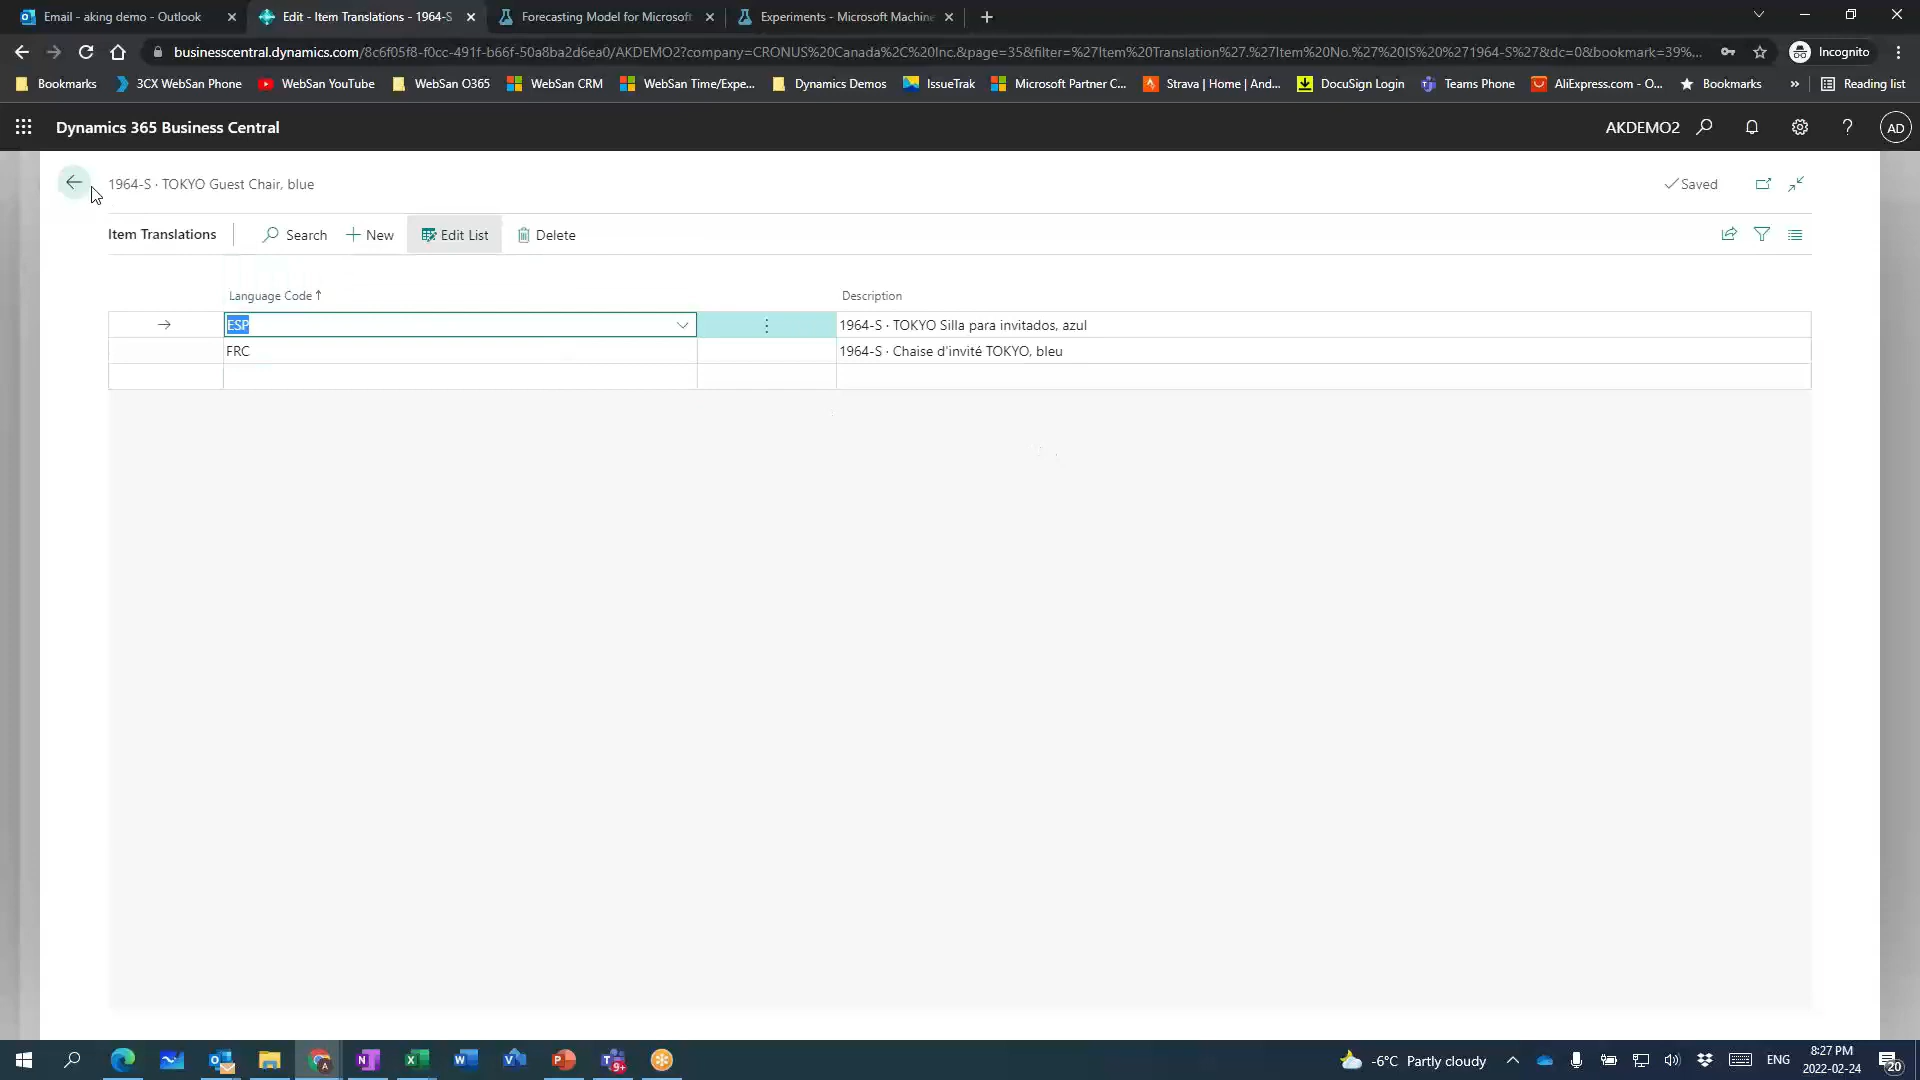 Email - aking demo - Outlook
Edit - Item Translations - 1964-S
Forecasting Model for Microsoft
Experiments - Microsoft Machine
businesscentral.dynamics.com/8c6f05f8-f0cc-491f-b66f-50a8ba2d6ea0/AKDEMO2?company=CRONUS%20Canada%2C%20Inc.&page=35&filter=%27Item%20Translation%27.%27Item%20No.%27%20IS%20%271964-S%27&dc=0&bookmark=39%...
Incognito
Bookmarks
3CX WebSan Phone
WebSan YouTube
WebSan O365
WebSan CRM
WebSan Time/Expe...
Dynamics Demos
IssueTrak
Microsoft Partner C...
Strava | Home | And...
DocuSign Login
Teams Phone
AliExpress.com - O...
Bookmarks
»
Reading list
Dynamics 365 Business Central
AKDEMO2
AD
1964-S · TOKYO Guest Chair, blue
Saved
Item Translations
Search
New
Edit List
Delete
Language Code ↑
Description
ESP
1964-S · TOKYO Silla para invitados, azul
FRC
1964-S · Chaise d'invité TOKYO, bleu
9+
-6°C Partly cloudy
ENG
8:27 PM
2022-02-24
20